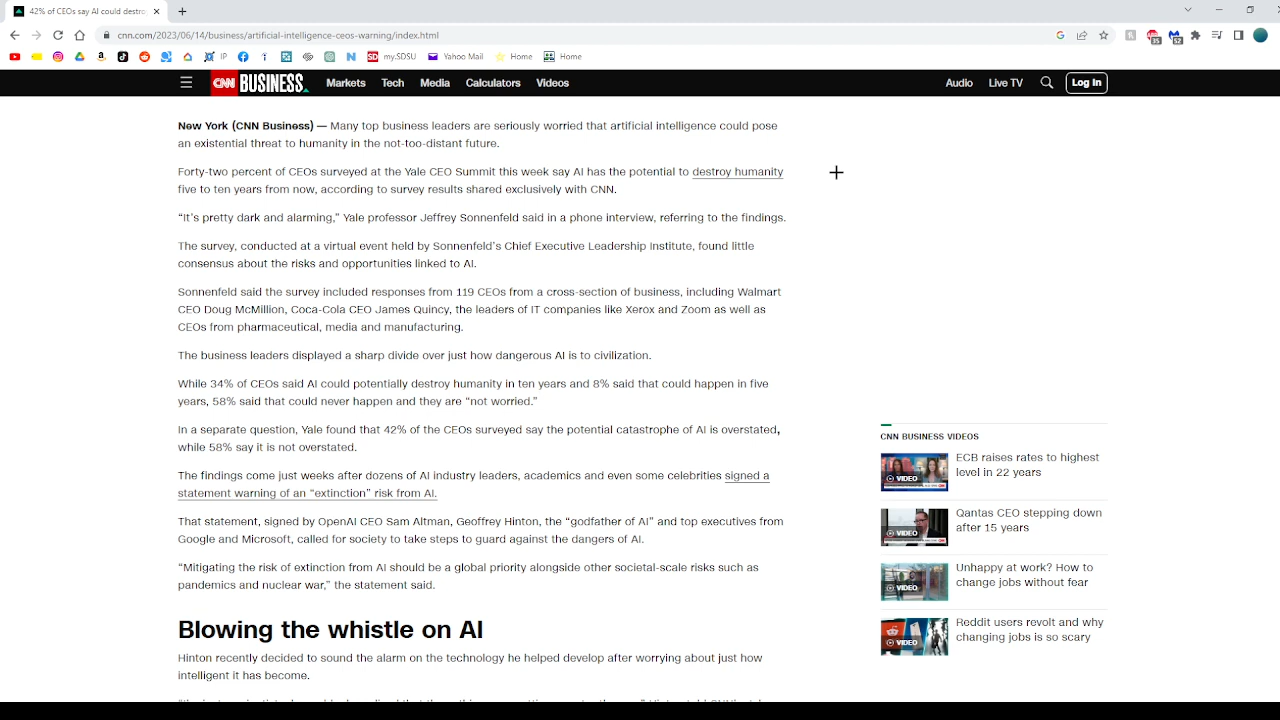 42% of CEOs say AI could destro
cnn.com/2023/06/14/business/artificial-intelligence-ceos-warning/index.html
IP
my.SDSU
Yahoo Mail
Home
Home
CNN BUSINESS
Markets
Tech
Media
Calculators
Videos
Audio
Live TV
Log In
New York (CNN Business) — Many top business leaders are seriously worried that artificial intelligence could pose
an existential threat to humanity in the not-too-distant future.
Forty-two percent of CEOs surveyed at the Yale CEO Summit this week say AI has the potential to destroy humanity
five to ten years from now, according to survey results shared exclusively with CNN.
“It’s pretty dark and alarming,” Yale professor Jeffrey Sonnenfeld said in a phone interview, referring to the findings.
The survey, conducted at a virtual event held by Sonnenfeld’s Chief Executive Leadership Institute, found little
consensus about the risks and opportunities linked to AI.
Sonnenfeld said the survey included responses from 119 CEOs from a cross-section of business, including Walmart
CEO Doug McMillion, Coca-Cola CEO James Quincy, the leaders of IT companies like Xerox and Zoom as well as
CEOs from pharmaceutical, media and manufacturing.
The business leaders displayed a sharp divide over just how dangerous AI is to civilization.
While 34% of CEOs said AI could potentially destroy humanity in ten years and 8% said that could happen in five
years, 58% said that could never happen and they are “not worried.”
In a separate question, Yale found that 42% of the CEOs surveyed say the potential catastrophe of AI is overstated,
while 58% say it is not overstated.
The findings come just weeks after dozens of AI industry leaders, academics and even some celebrities signed a
statement warning of an “extinction” risk from AI.
That statement, signed by OpenAI CEO Sam Altman, Geoffrey Hinton, the “godfather of AI” and top executives from
Google and Microsoft, called for society to take steps to guard against the dangers of AI.
“Mitigating the risk of extinction from AI should be a global priority alongside other societal-scale risks such as
pandemics and nuclear war,” the statement said.
Blowing the whistle on AI
Hinton recently decided to sound the alarm on the technology he helped develop after worrying about just how
intelligent it has become.
CNN BUSINESS VIDEOS
VIDEO
ECB raises rates to highest
level in 22 years
VIDEO
Qantas CEO stepping down
after 15 years
VIDEO
Unhappy at work? How to
change jobs without fear
VIDEO
Reddit users revolt and why
changing jobs is so scary